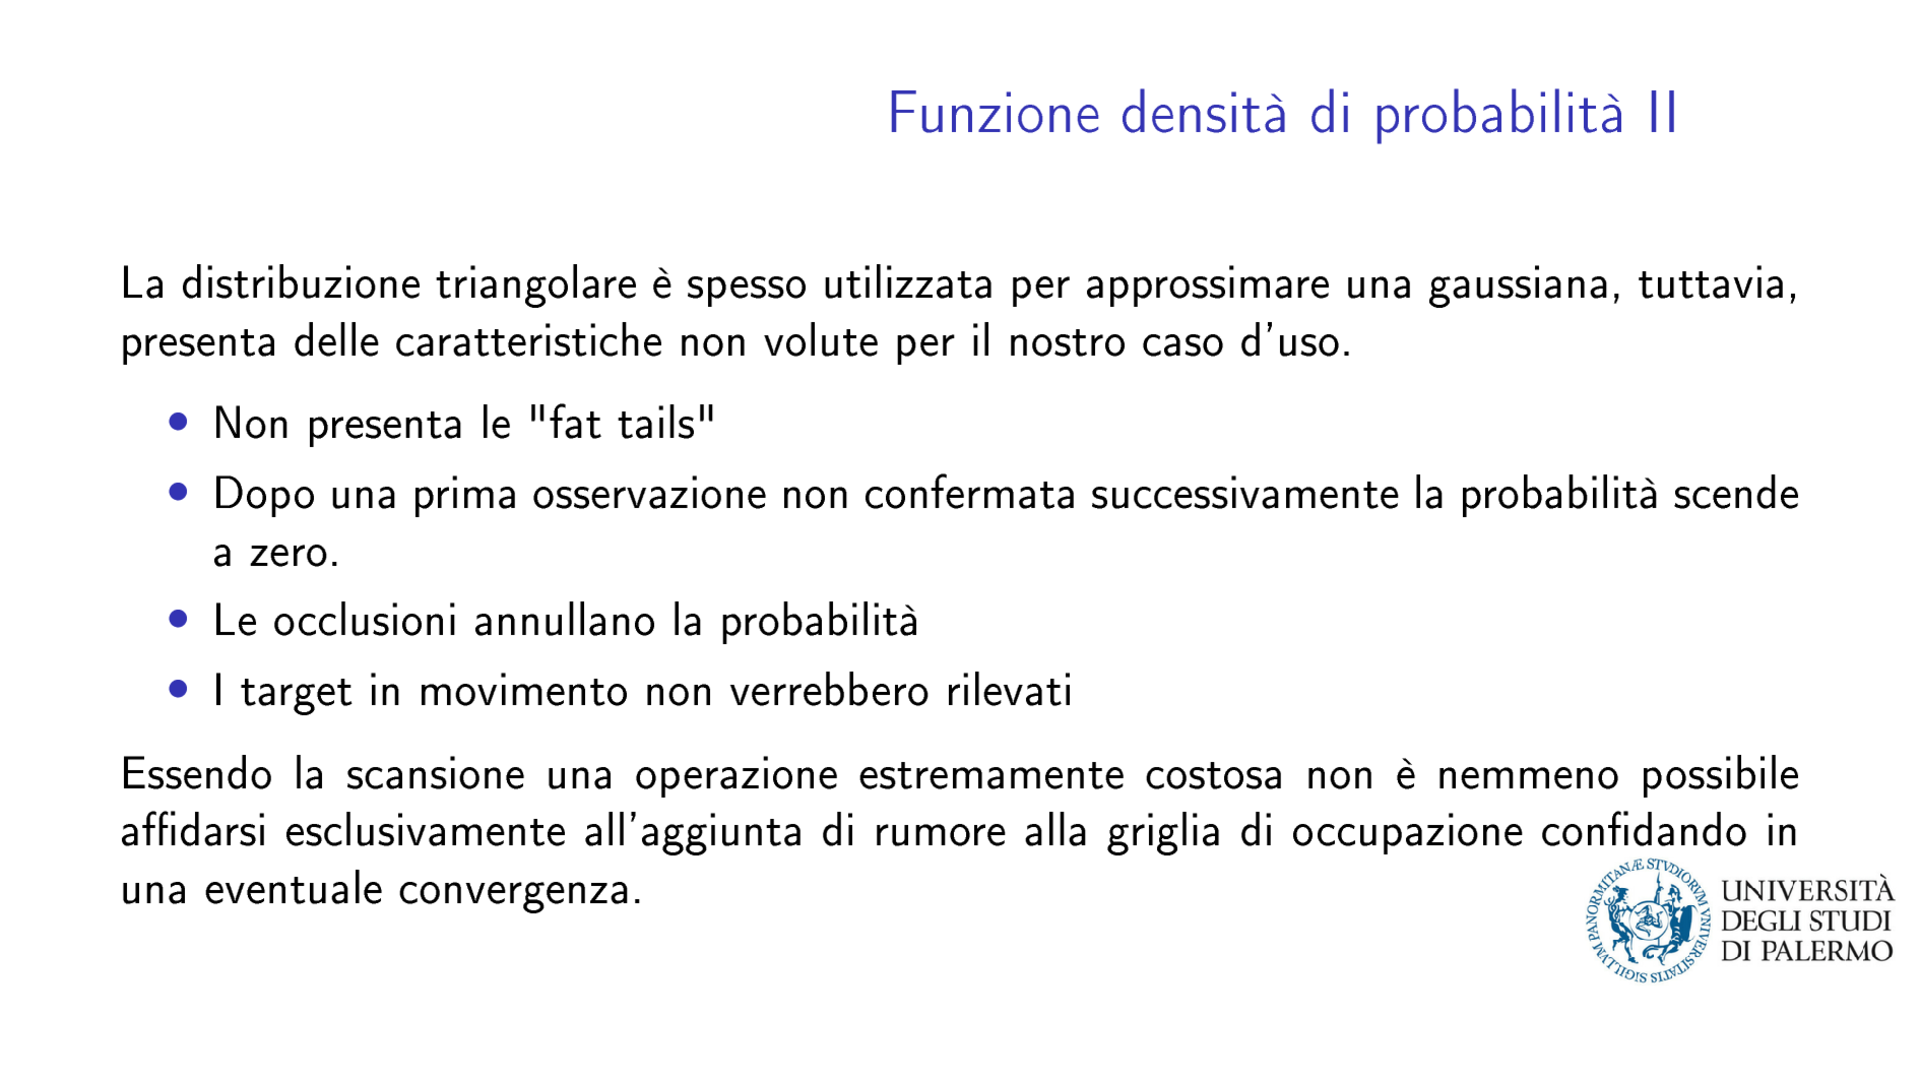 Funzione densità di probabilità II
La distribuzione triangolare è spesso utilizzata per approssimare una gaussiana, tuttavia,
presenta delle caratteristiche non volute per il nostro caso d'uso.
• Non presenta le "fat tails"
• Dopo una prima osservazione non confermata successivamente la probabilità scende
a zero.
• Le occlusioni annullano la probabilità
• I target in movimento non verrebbero rilevati
Essendo la scansione una operazione estremamente costosa non è nemmeno possibile
affidarsi esclusivamente all'aggiunta di rumore alla griglia di occupazione confidando in
una eventuale convergenza.
SIGILLVM PANORMITANÆ STVDIORVM VNIVERSITATIS
UNIVERSITÀ
DEGLI STUDI
DI PALERMO